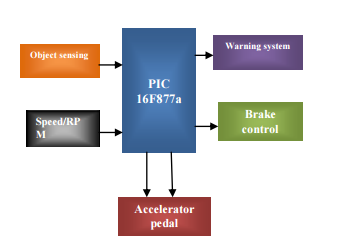 Object sensing
Warning system
PIC
16F877a
Speed/RP
M
Brake
control
Accelerator
pedal